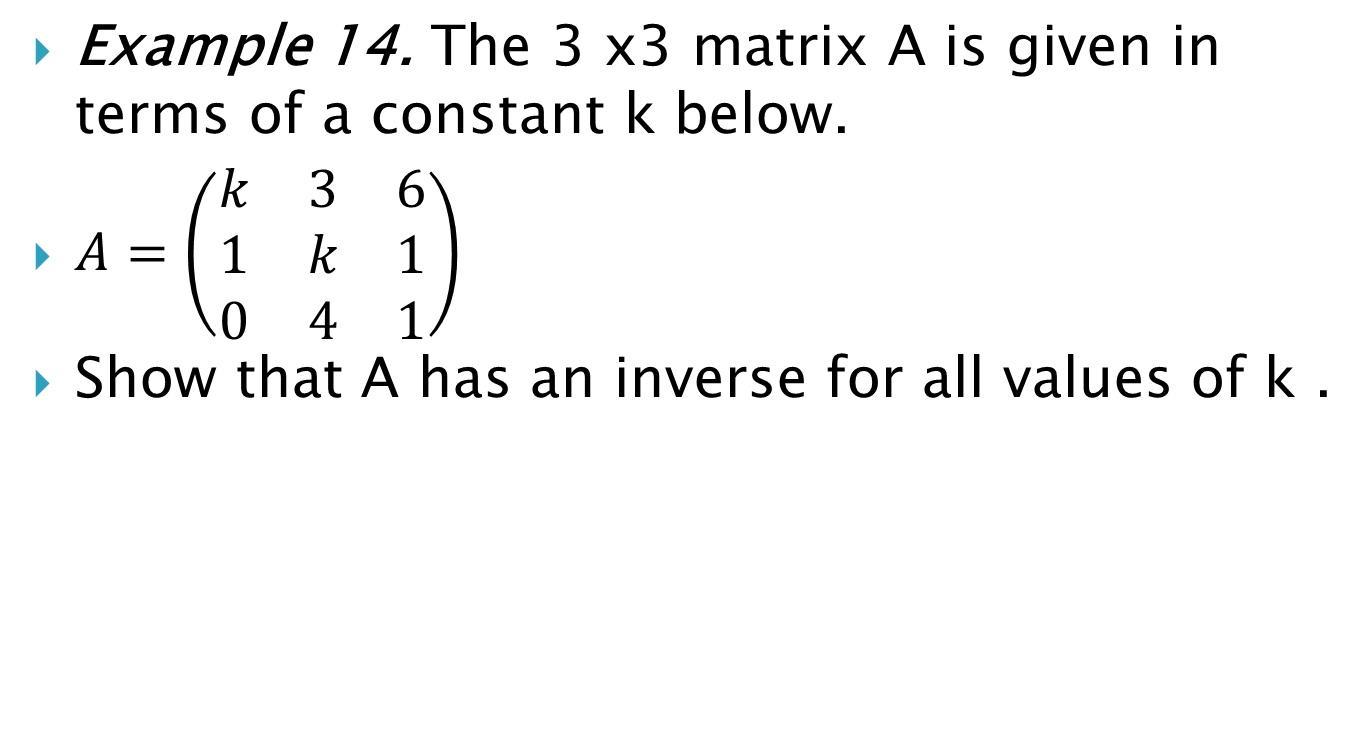 Example 14. The 3 x3 matrix A is given in
terms of a constant k below.
k 3 6
A = ( 1 k 1 )
0 4 1
Show that A has an inverse for all values of k .